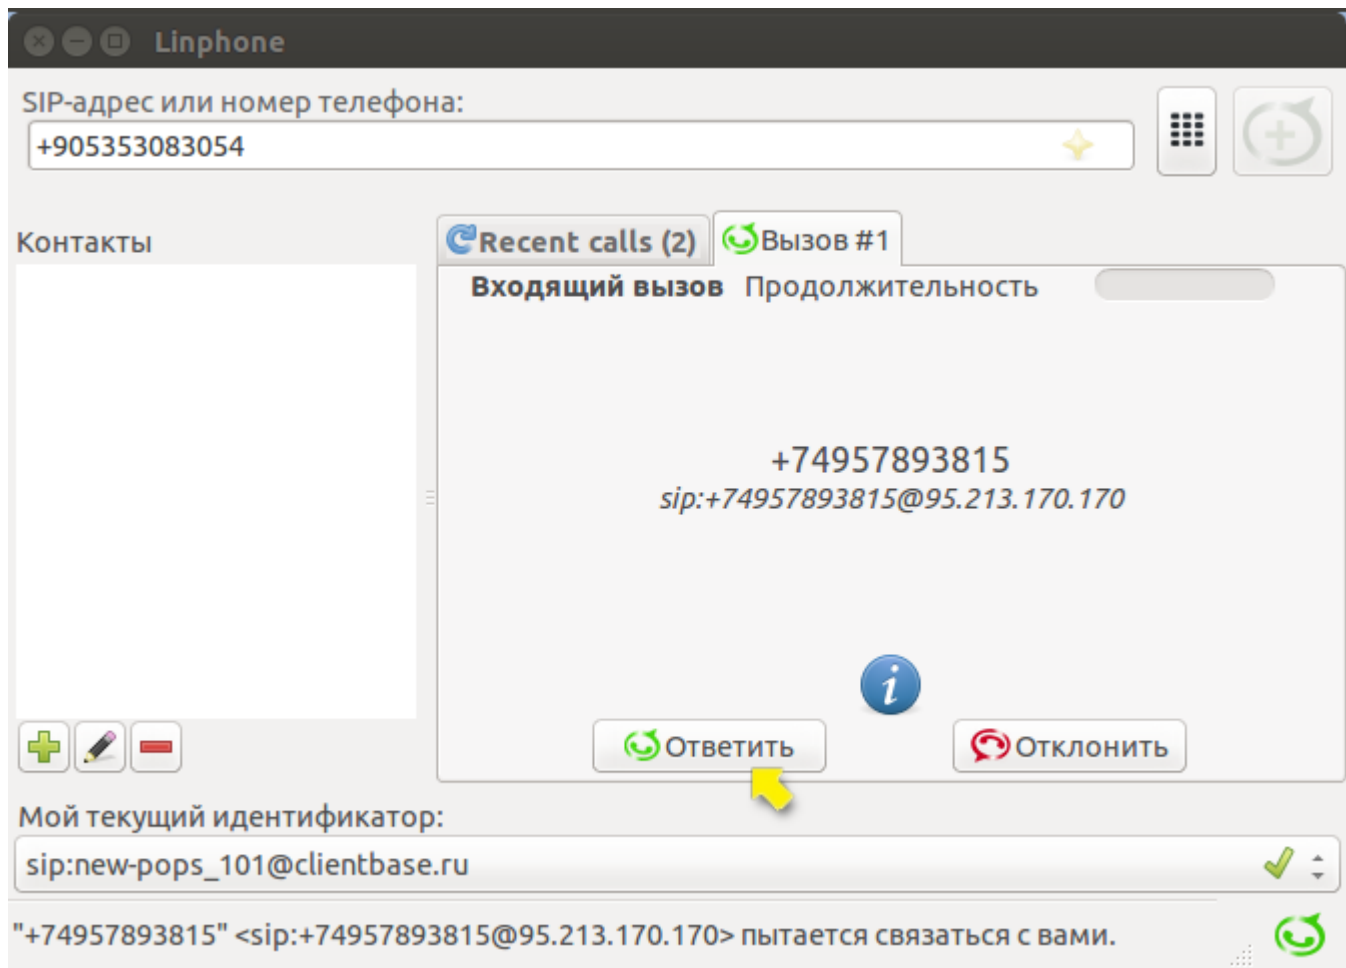 Linphone
SIP-адрес или номер телефона:
+905353083054
Контакты
Recent calls (2)
Вызов #1
Входящий вызов Продолжительность
+74957893815
sip:+74957893815@95.213.170.170
Ответить
Отклонить
Мой текущий идентификатор:
sip:new-pops_101@clientbase.ru
"+74957893815" <sip:+74957893815@95.213.170.170> пытается связаться с вами.